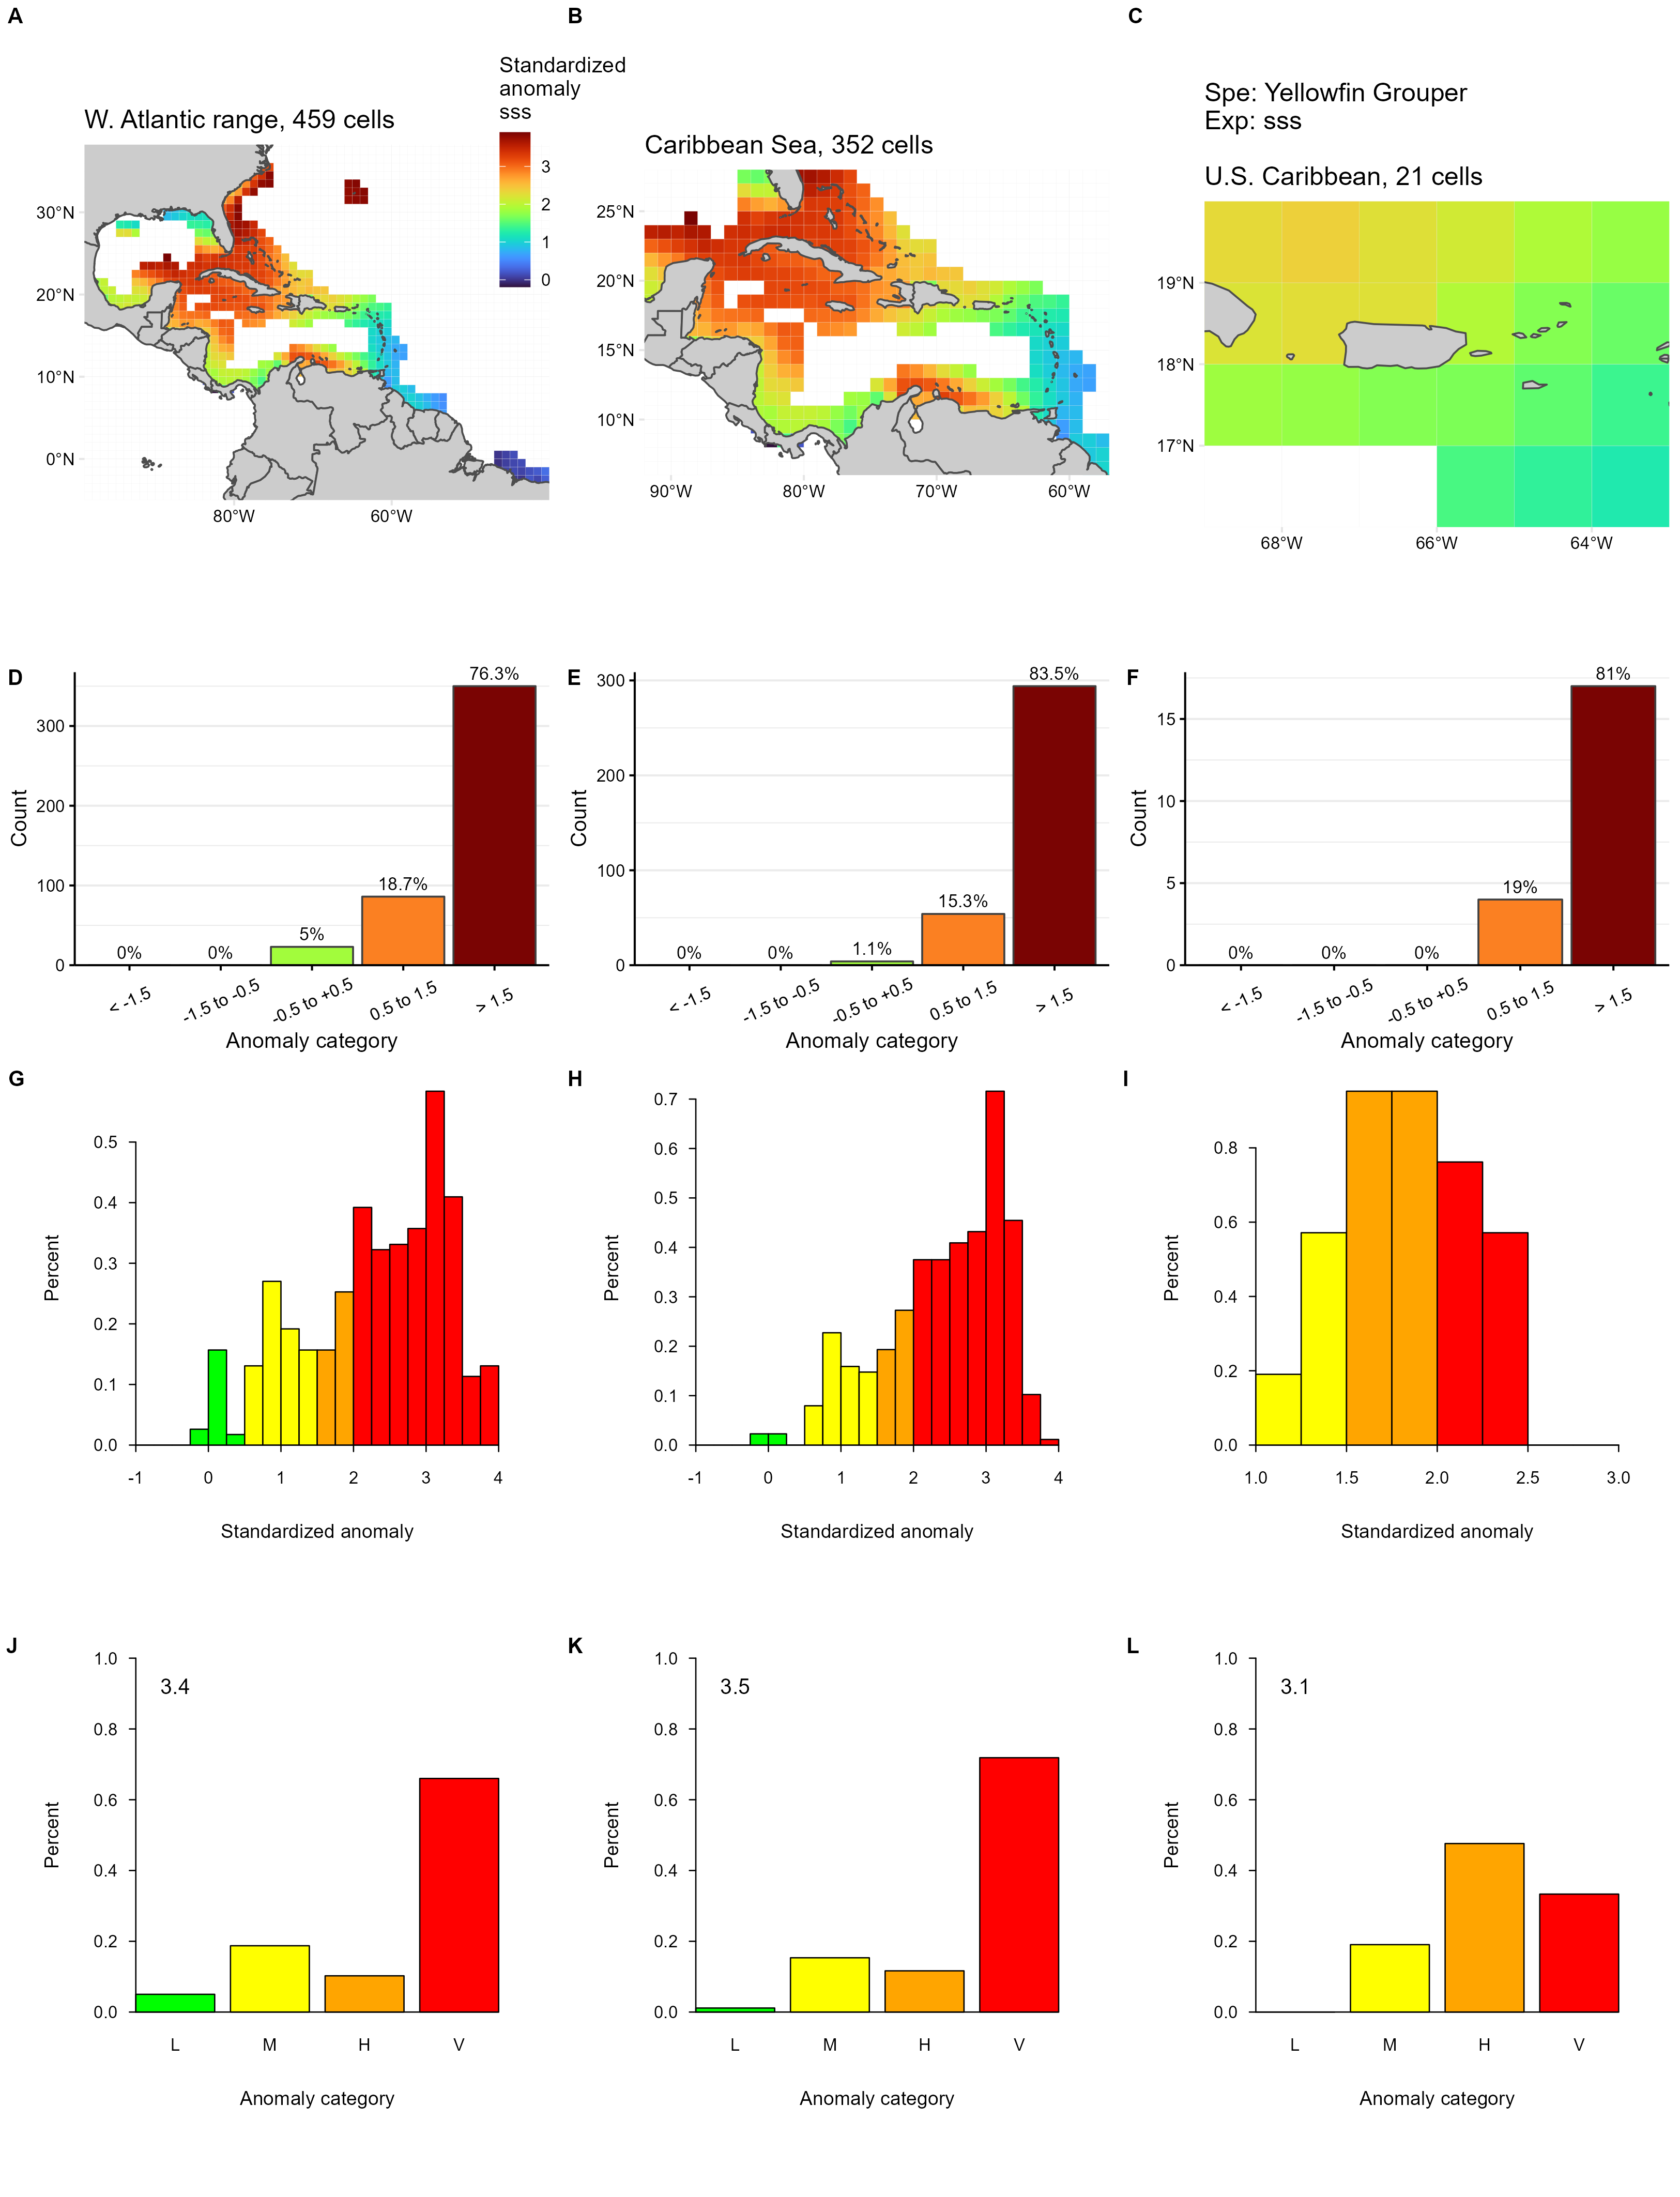 A
B
C
Standardized
anomaly
sss
3
2
1
0
W. Atlantic range, 459 cells
30°N
20°N
10°N
0°N
80°W
60°W
Caribbean Sea, 352 cells
25°N
20°N
15°N
10°N
90°W
80°W
70°W
60°W
Spe: Yellowfin Grouper
Exp: sss
U.S. Caribbean, 21 cells
19°N
18°N
17°N
68°W
66°W
64°W
D
Count
300
200
100
0
0%
0%
5%
18.7%
76.3%
< -1.5
-1.5 to -0.5
-0.5 to +0.5
0.5 to 1.5
> 1.5
Anomaly category
E
Count
300
200
100
0
0%
0%
1.1%
15.3%
83.5%
< -1.5
-1.5 to -0.5
-0.5 to +0.5
0.5 to 1.5
> 1.5
Anomaly category
F
Count
15
10
5
0
0%
0%
0%
19%
81%
< -1.5
-1.5 to -0.5
-0.5 to +0.5
0.5 to 1.5
> 1.5
Anomaly category
G
Percent
0.5
0.4
0.3
0.2
0.1
0.0
-1 0 1 2 3 4
Standardized anomaly
H
Percent
0.7
0.6
0.5
0.4
0.3
0.2
0.1
0.0
-1 0 1 2 3 4
Standardized anomaly
I
Percent
0.8
0.6
0.4
0.2
0.0
1.0 1.5 2.0 2.5 3.0
Standardized anomaly
J
3.4
Percent
1.0
0.8
0.6
0.4
0.2
0.0
L M H V
Anomaly category
K
3.5
Percent
1.0
0.8
0.6
0.4
0.2
0.0
L M H V
Anomaly category
L
3.1
Percent
1.0
0.8
0.6
0.4
0.2
0.0
L M H V
Anomaly category